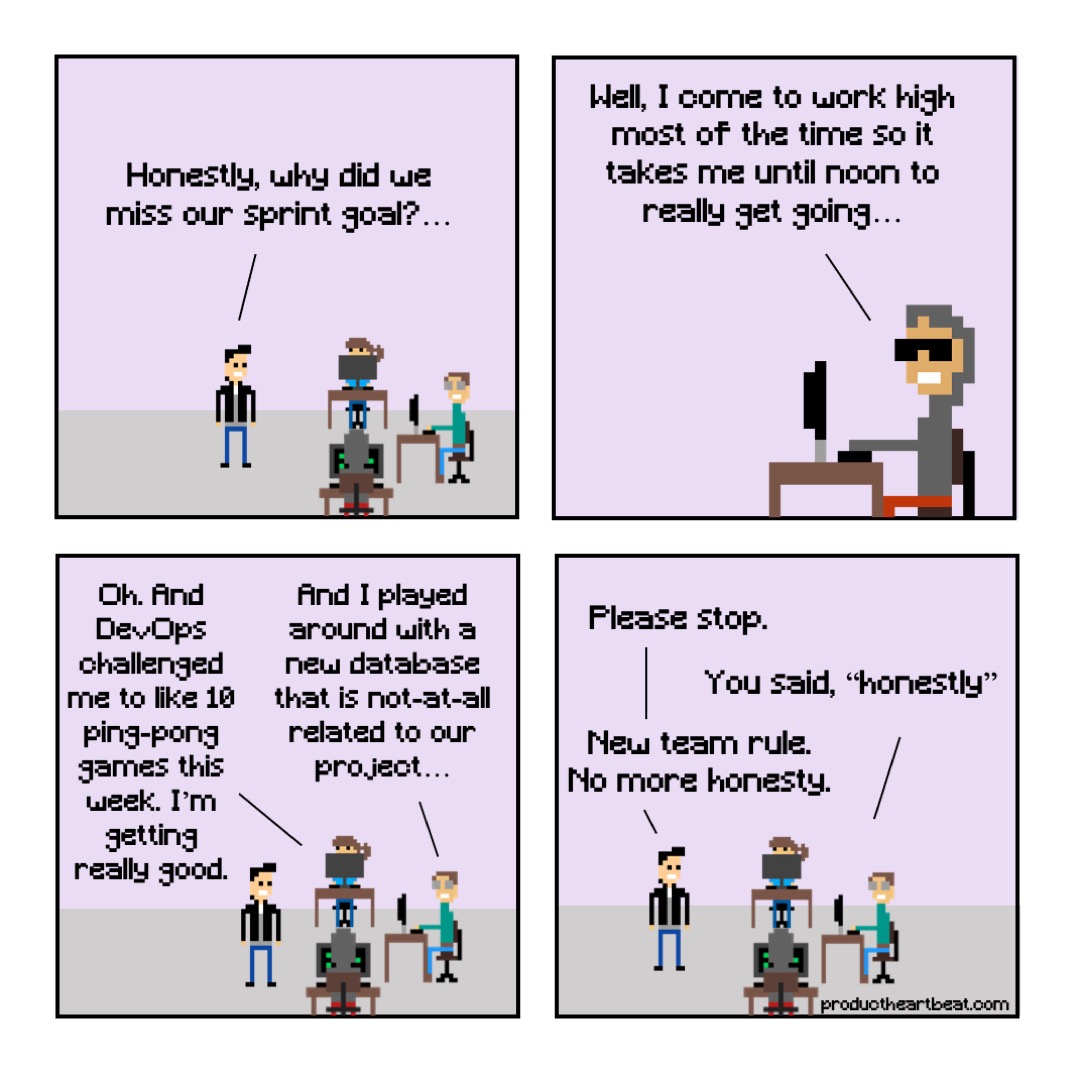 Honestly, why did we
miss our sprint goal?...
Well, I come to work high
most of the time so it
takes me until noon to
really get going...
Oh. And
DevOps
challenged
me to like 10
ping-pong
games this
week. I'm
getting
really good.
And I played
around with a
new database
that is not-at-all
related to our
project...
Please stop.
You said, “honestly”
New team rule.
No more honesty.
productheartbeat.com